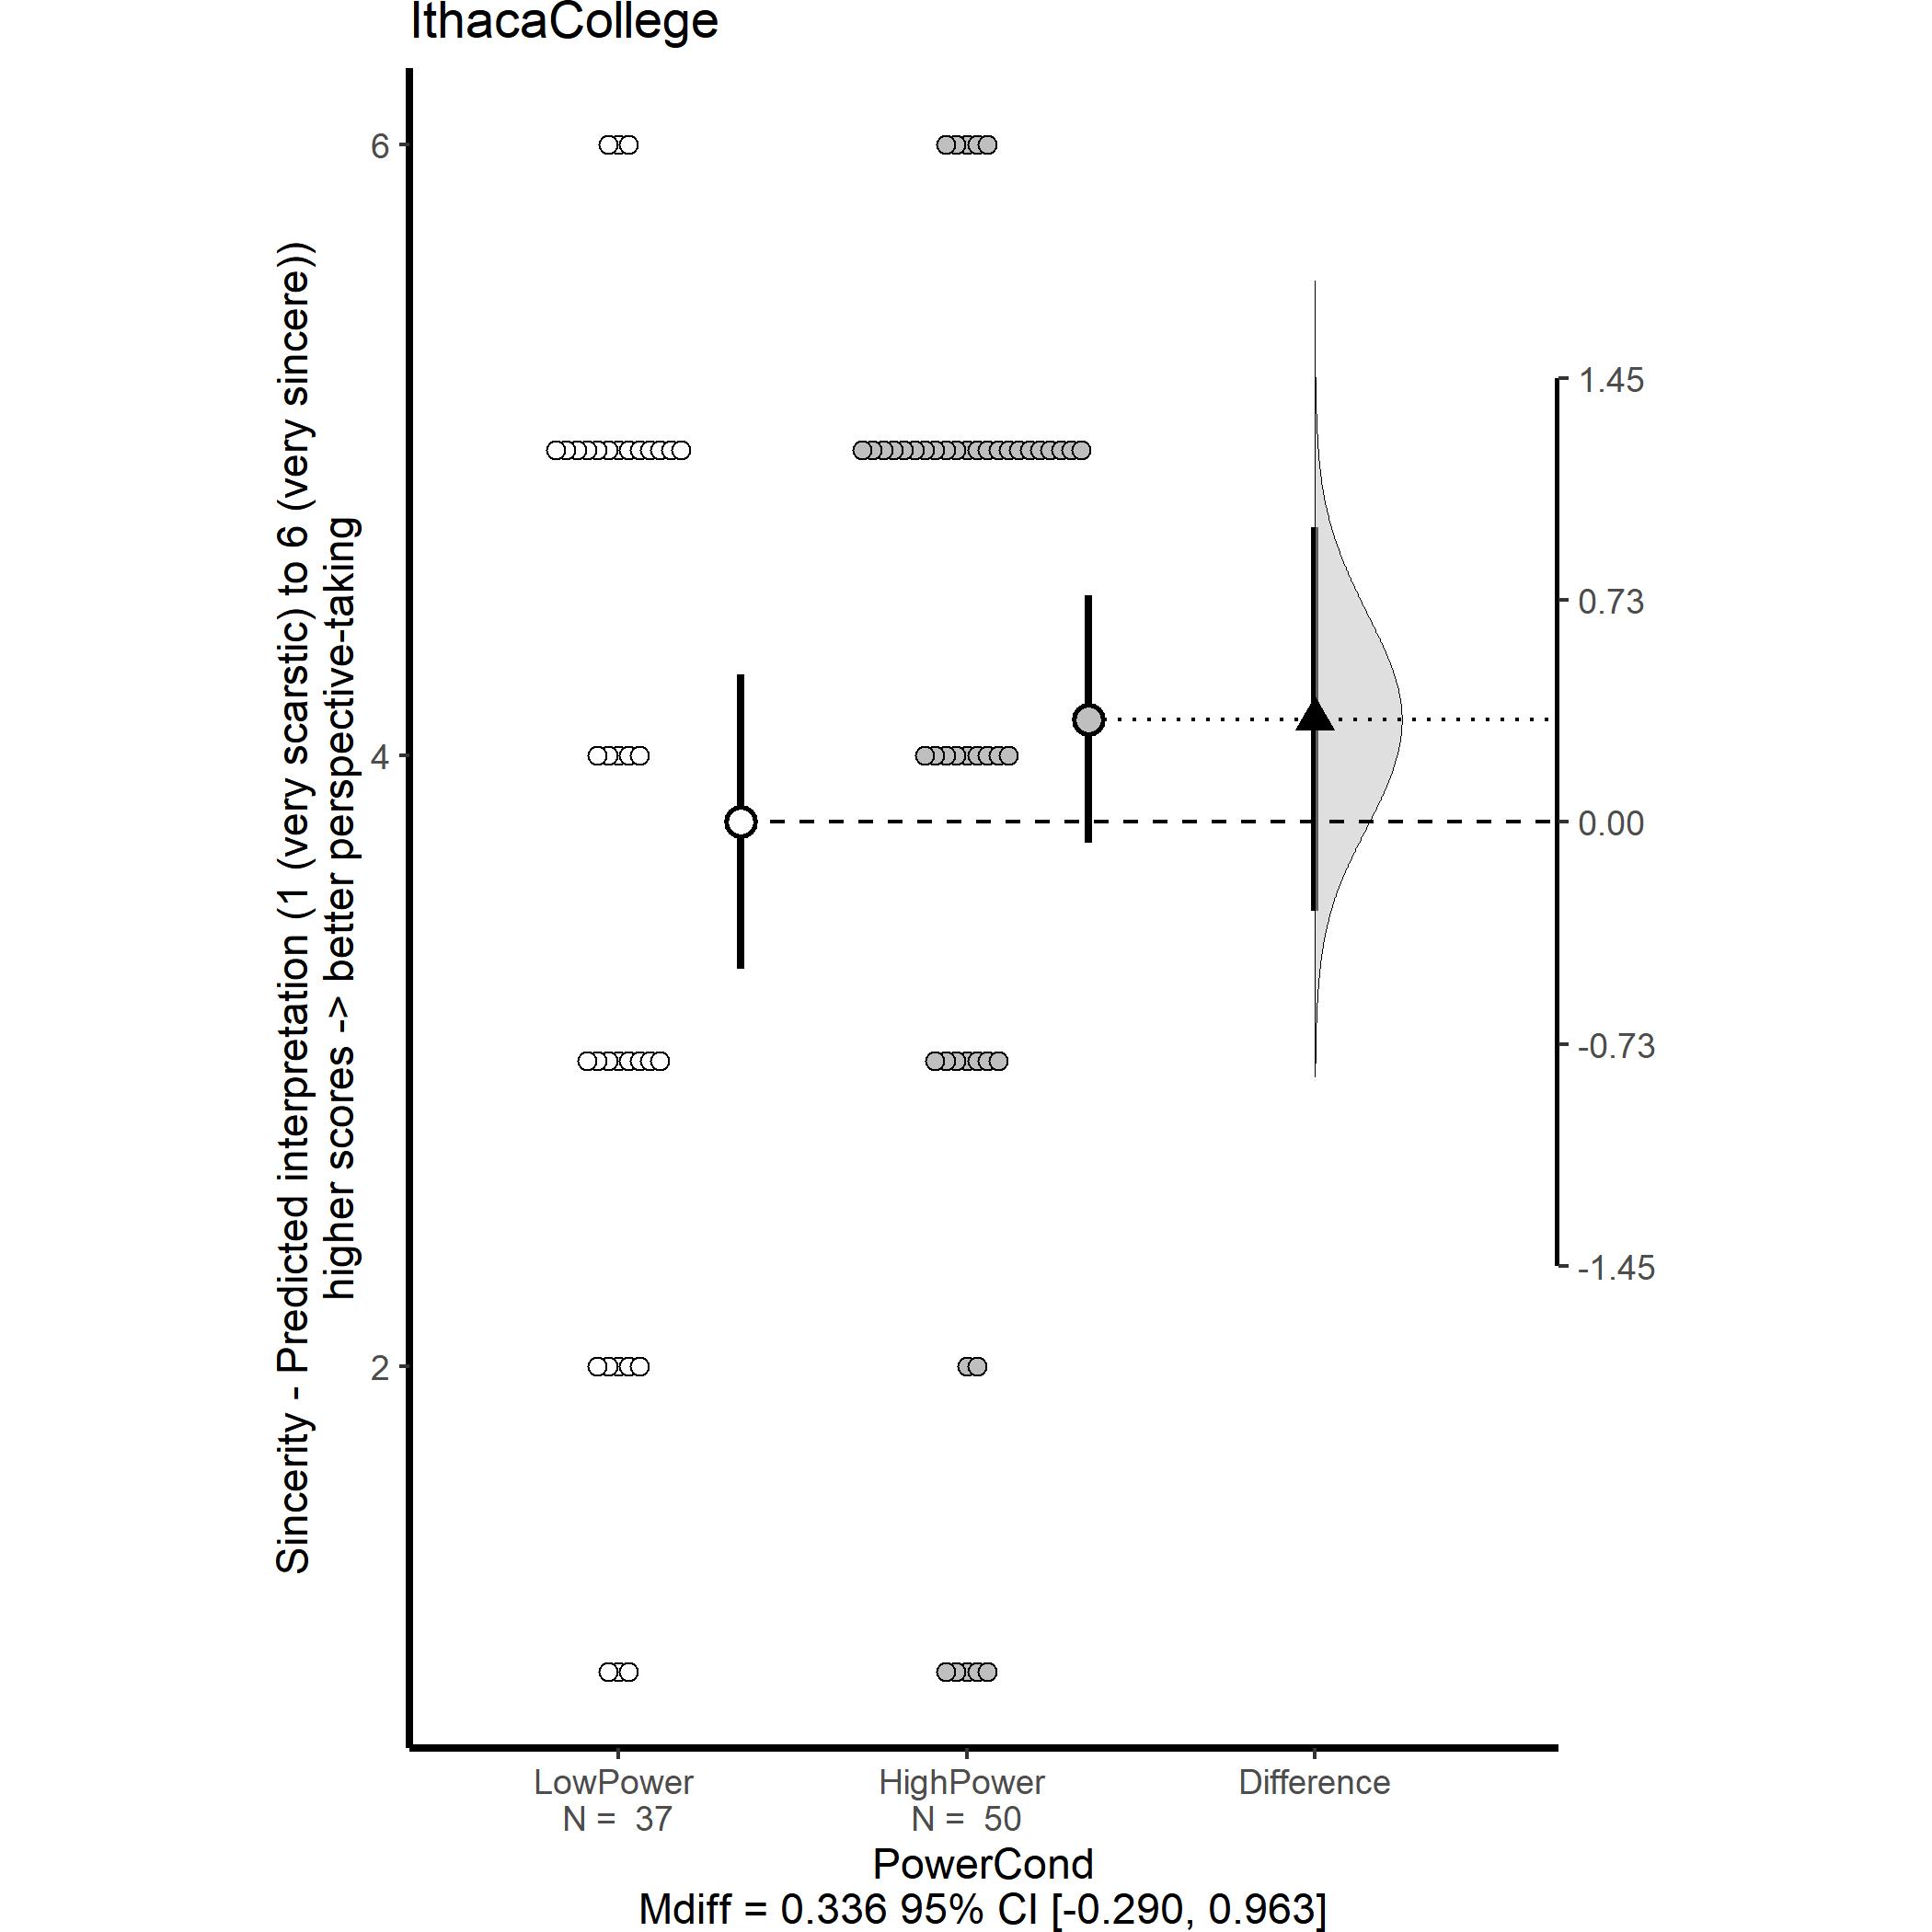 IthacaCollege
Sincerity - Predicted interpretation (1 (very scarstic) to 6 (very sincere))
higher scores -> better perspective-taking
6
4
2
1.45
0.73
0.00
-0.73
-1.45
LowPower
N =  37
HighPower
N =  50
Difference
PowerCond
Mdiff = 0.336 95% CI [-0.290, 0.963]